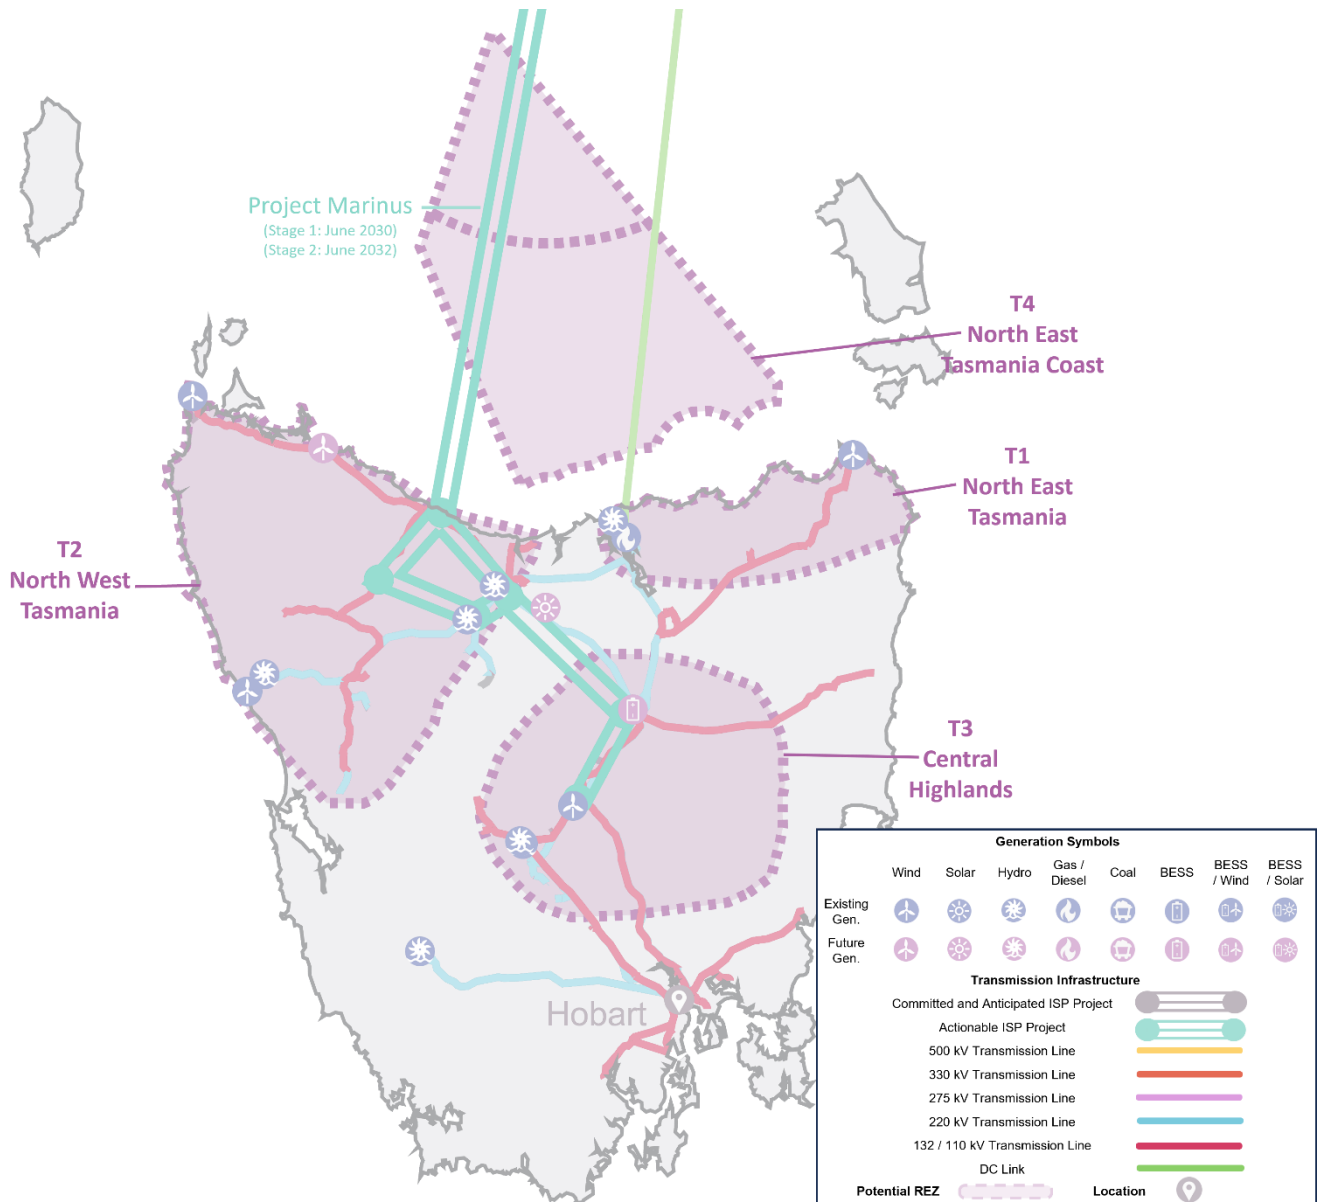 Project Marinus
(Stage 1: June 2030)
(Stage 2: June 2032)
T4
North East
Tasmania Coast
T1
North East
Tasmania
T2
North West
Tasmania
T3
Central
Highlands
Hobart
Generation Symbols
Wind Solar Hydro Gas / Diesel Coal BESS BESS / Wind BESS / Solar
Existing Gen.
Future Gen.
Transmission Infrastructure
Committed and Anticipated ISP Project
Actionable ISP Project
500 kV Transmission Line
330 kV Transmission Line
275 kV Transmission Line
220 kV Transmission Line
132 / 110 kV Transmission Line
DC Link
Potential REZ Location